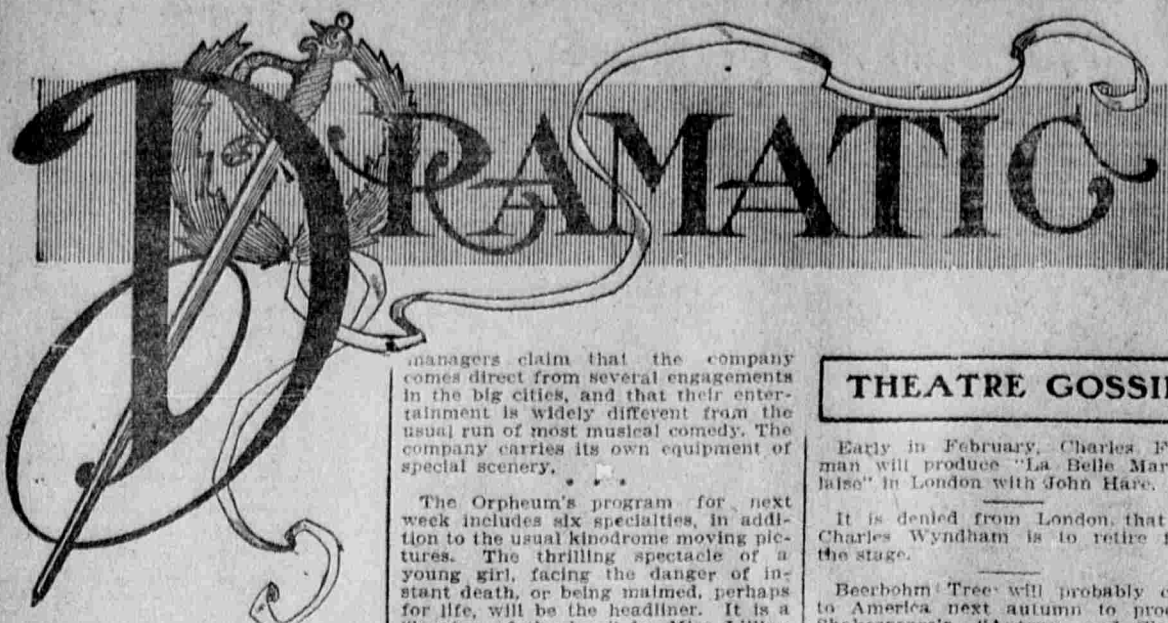 DRAMATIC
managers claim that the company
comes direct from several engagements
in the big cities, and that their enter-
tainment is widely different from the
usual run of most musical comedy. The
company carries its own equipment of
special scenery.
* * *
The Orpheum's program for next
week includes six specialties, in addi-
tion to the usual kinodrome moving pic-
tures. The thrilling spectacle of a
young girl, facing the danger of in-
stant death, or being maimed, perhaps
for life, will be the headliner. It is a
THEATRE GOSSIP
Early in February, Charles F
man will produce "La Belle Mar
laise" in London with John Hare.
It is denied from London that
Charles Wyndham is to retire f
the stage.
Beerbohm Tree will probably c
to America next autumn to pro